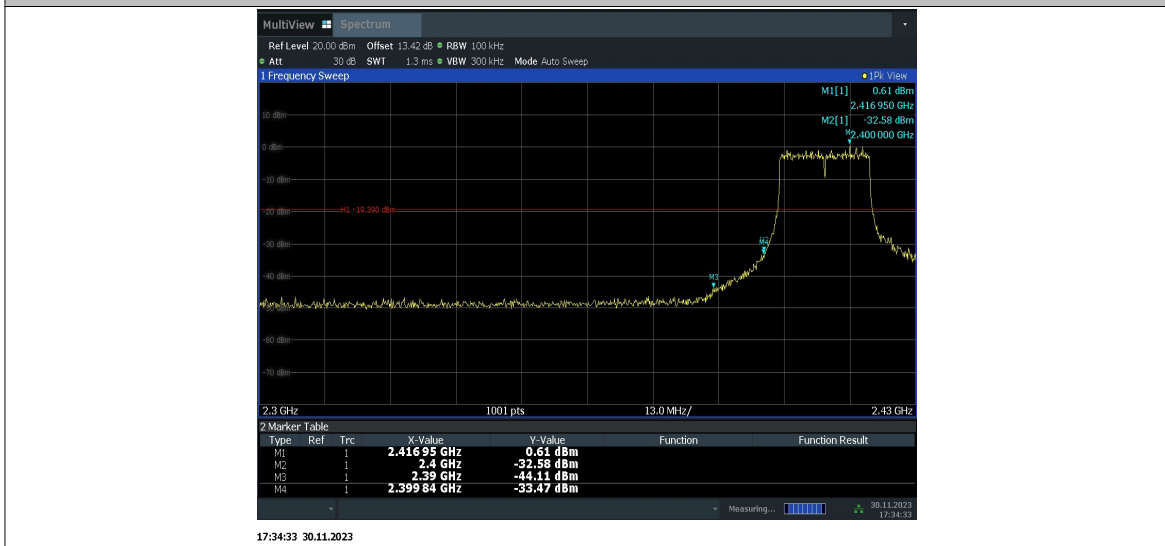 MultiView Spectrum
Ref Level 20.00 dBm Offset 13.42 dB RBW 100 kHz
Att 30 dB SWT 1.3 ms VBW 300 kHz Mode Auto Sweep
1 Frequency Sweep 1Pk View
M1[1] 0.61 dBm
2.416 950 GHz
10 dBm
M2[1] -32.58 dBm
2.400 000 GHz
0 dBm
-10 dBm
-20 dBm H1 -19.390 dBm
-30 dBm
M4
-40 dBm
M3
-50 dBm
-60 dBm
-70 dBm
2.3 GHz 1001 pts 13.0 MHz/ 2.43 GHz
2 Marker Table
Type Ref Trc X-Value Y-Value Function Function Result
M1 1 2.416 95 GHz 0.61 dBm
M2 1 2.4 GHz -32.58 dBm
M3 1 2.39 GHz -44.11 dBm
M4 1 2.399 84 GHz -33.47 dBm
Measuring... 30.11.2023
17:34:33
17:34:33 30.11.2023